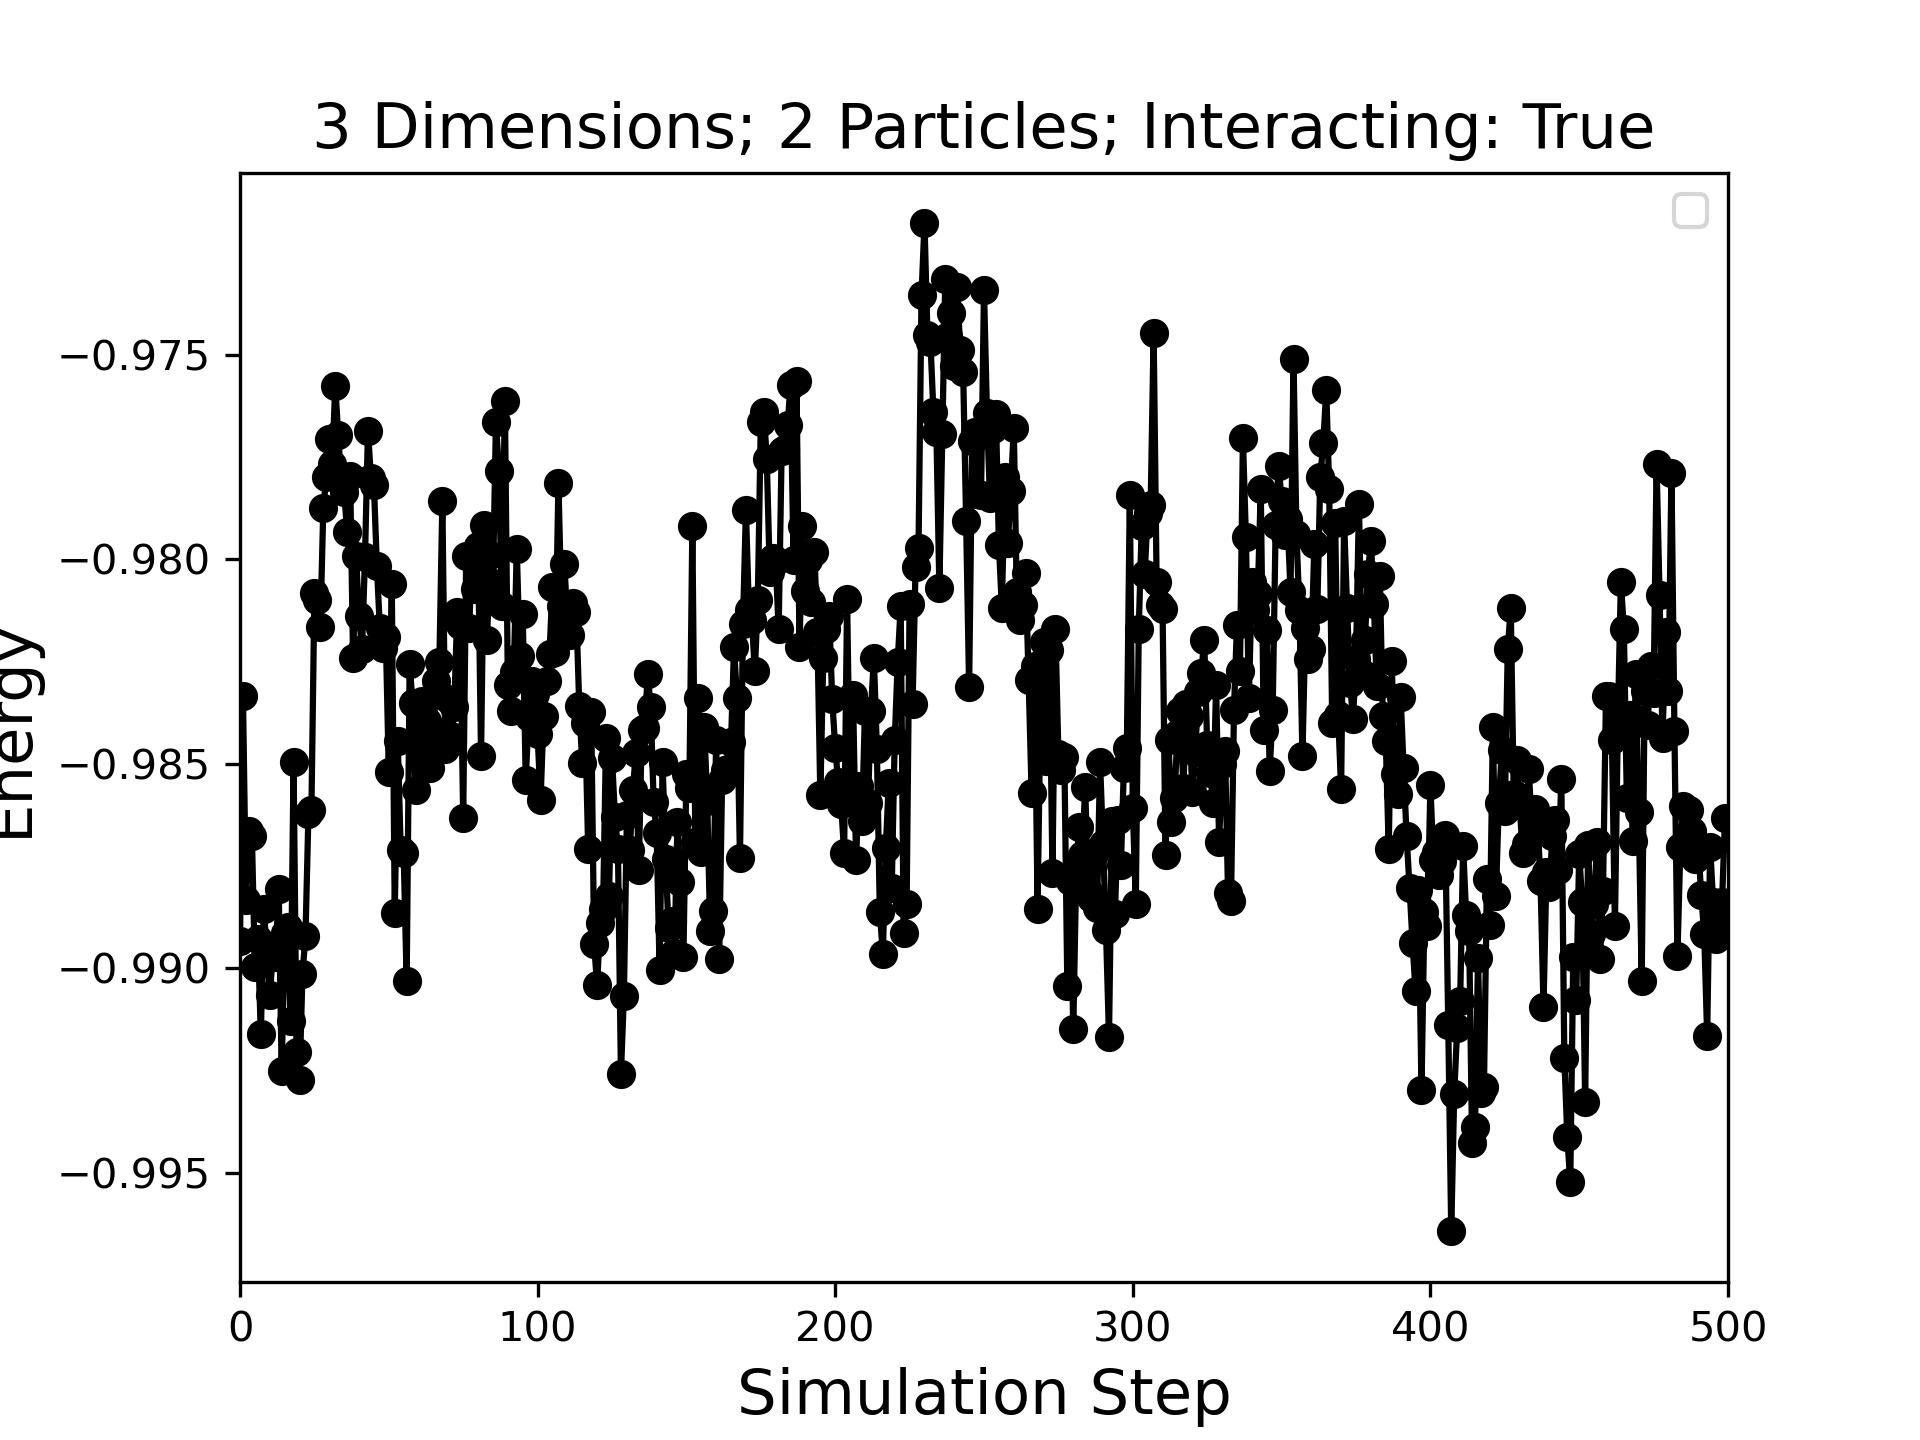 3 Dimensions; 2 Particles; Interacting: True
Energy
−0.975
−0.980
−0.985
−0.990
−0.995
0 100 200 300 400 500
Simulation Step